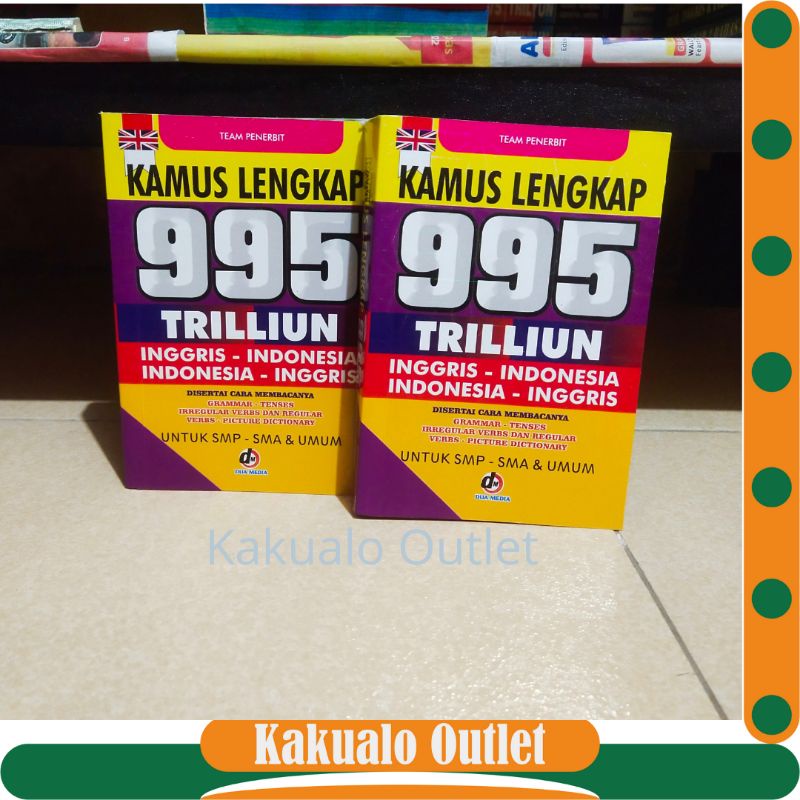 TEAM PENERBIT
KAMUS LENGKAP
995
TRILLIUN
INGGRIS - INDONESIA
INDONESIA - INGGRIS
DISERTAI CARA MEMBACANYA
GRAMMAR - TENSES
IRREGULAR VERBS DAN REGULAR
VERBS - PICTURE DICTIONARY
UNTUK SMP - SMA & UMUM
dM
DUA MEDIA
TEAM PENERBIT
KAMUS LENGKAP
995
TRILLIUN
INGGRIS - INDONESIA
INDONESIA - INGGRIS
DISERTAI CARA MEMBACANYA
GRAMMAR - TENSES
IRREGULAR VERBS DAN REGULAR
VERBS - PICTURE DICTIONARY
UNTUK SMP - SMA & UMUM
dM
DUA MEDIA
Kakualo Outlet
Kakualo Outlet